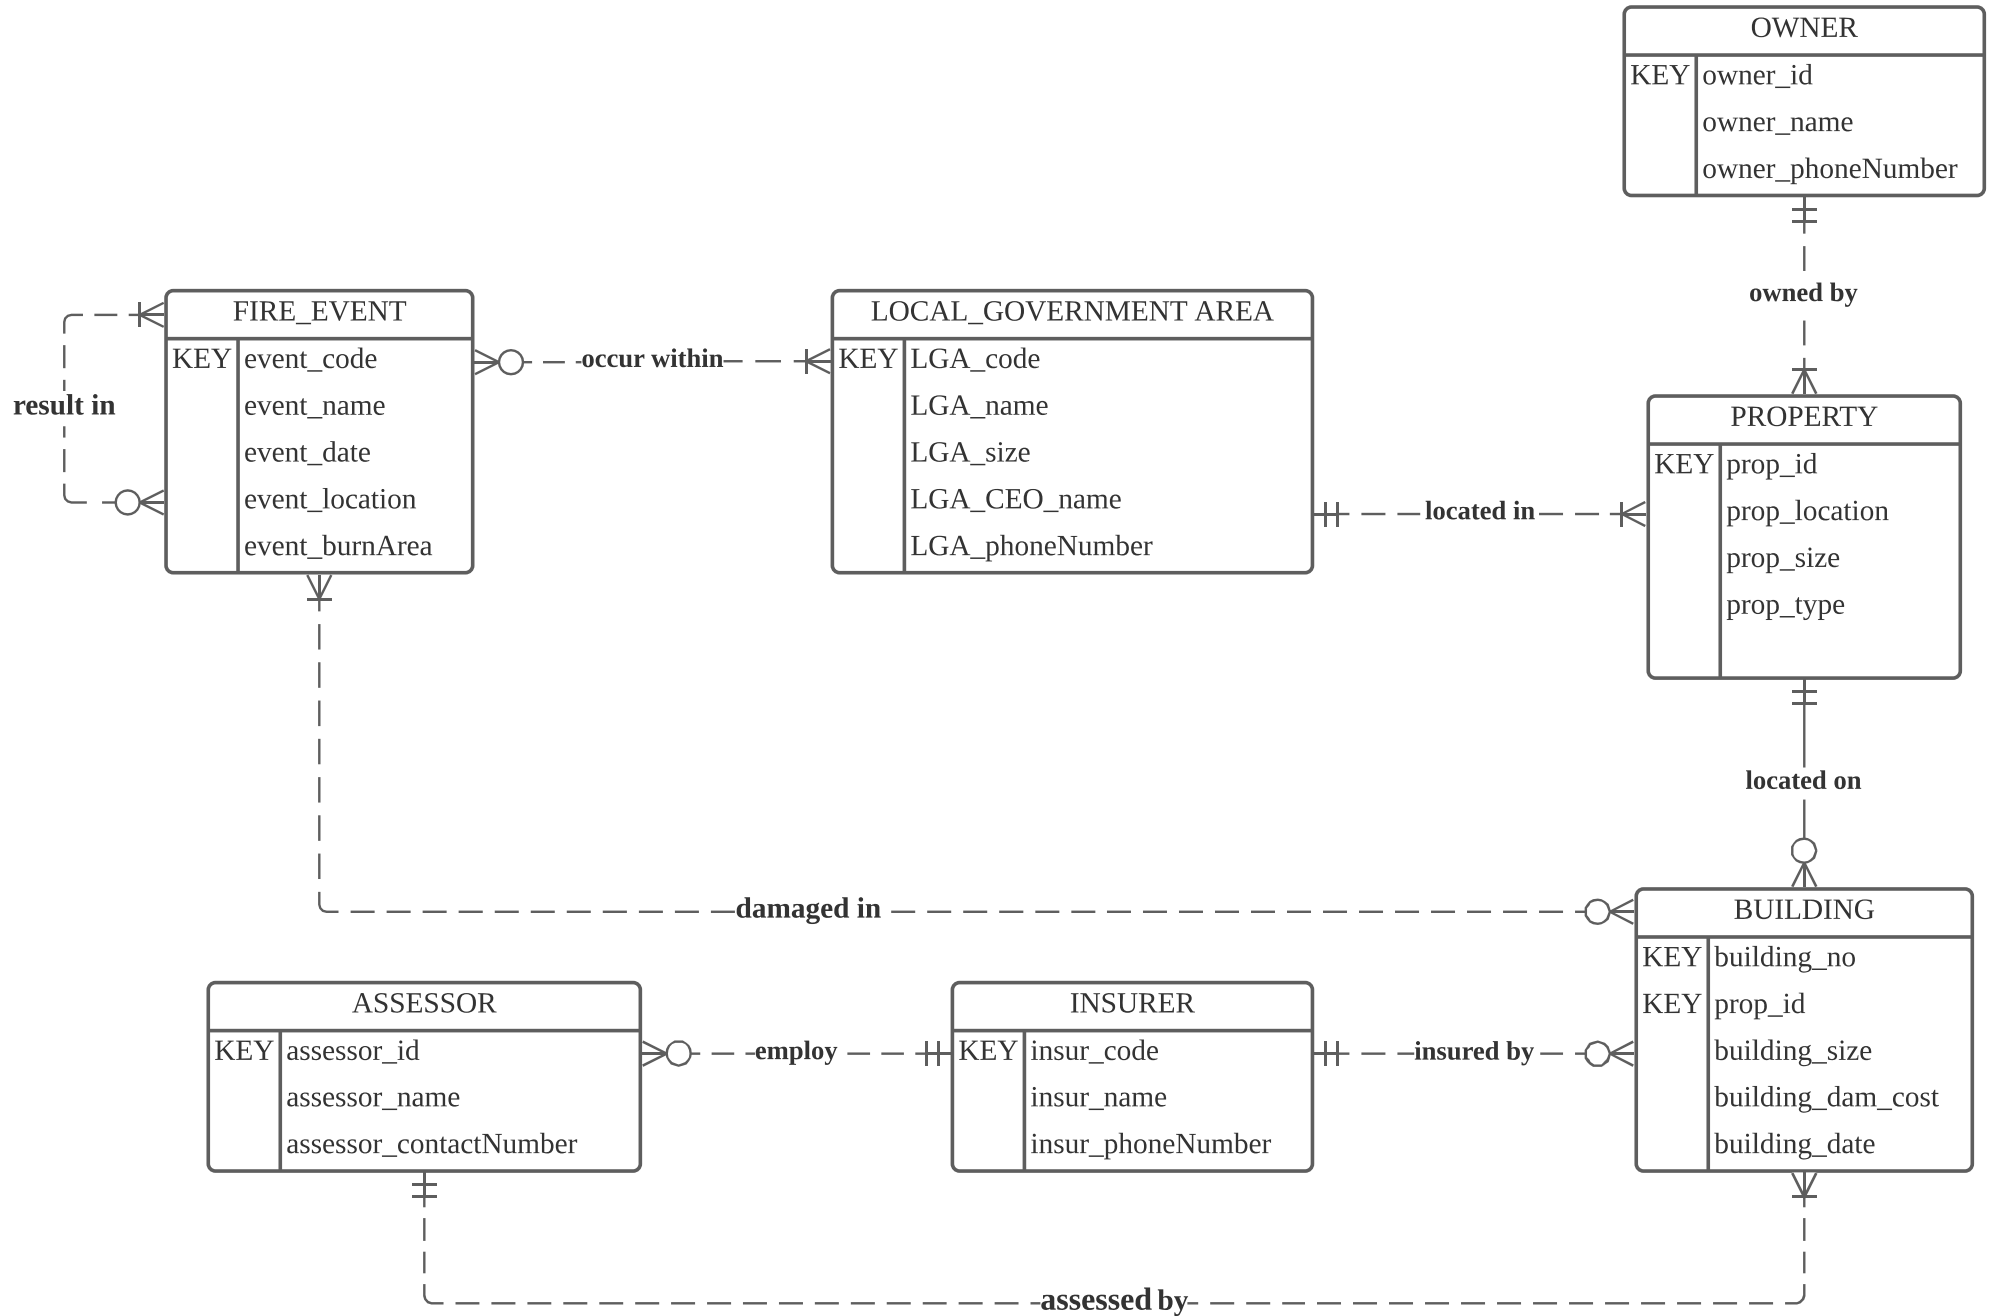 OWNER
KEY owner_id
owner_name
owner_phoneNumber
owned by
FIRE_EVENT
KEY event_code
event_name
event_date
event_location
event_burnArea
result in
occur within
LOCAL_GOVERNMENT AREA
KEY LGA_code
LGA_name
LGA_size
LGA_CEO_name
LGA_phoneNumber
located in
PROPERTY
KEY prop_id
prop_location
prop_size
prop_type
located on
damaged in
BUILDING
KEY building_no
KEY prop_id
building_size
building_dam_cost
building_date
ASSESSOR
KEY assessor_id
assessor_name
assessor_contactNumber
employ
INSURER
KEY insur_code
insur_name
insur_phoneNumber
insured by
assessed by